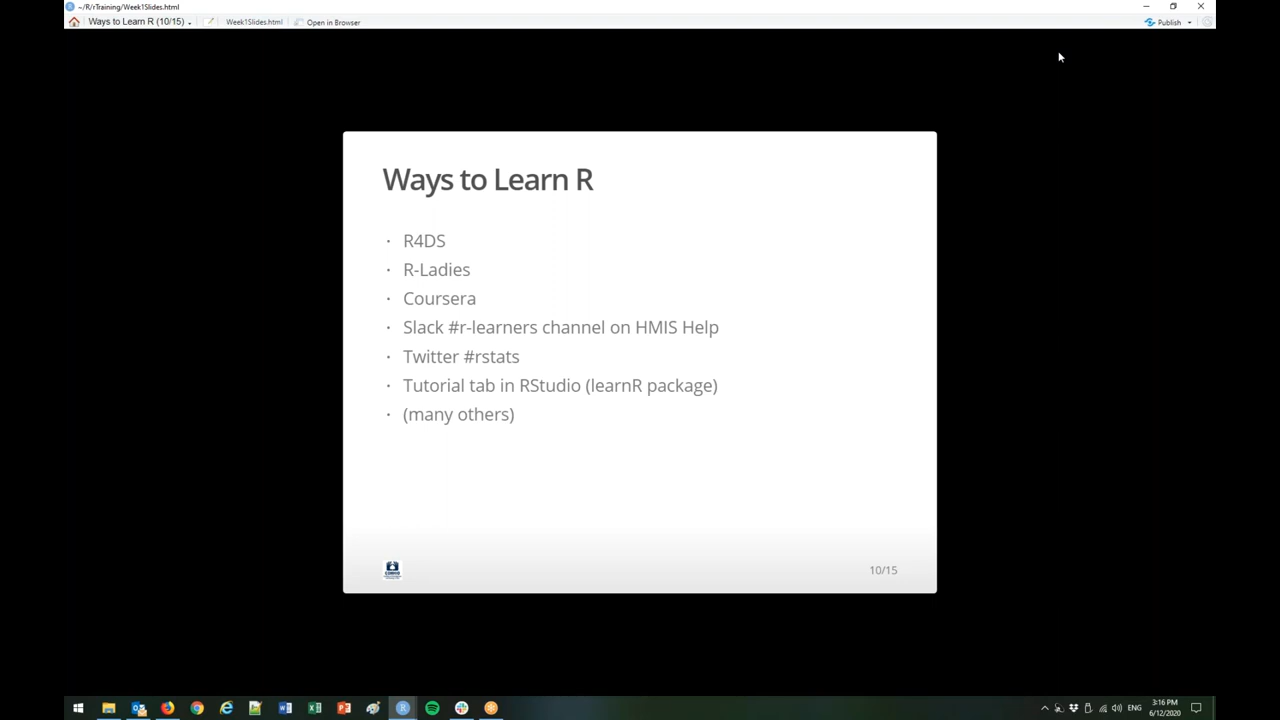 ~/R/rTraining/Week1Slides.html
Ways to Learn R (10/15)
Week1Slides.html
Open in Browser
Publish
Ways to Learn R
· R4DS
· R-Ladies
· Coursera
· Slack #r-learners channel on HMIS Help
· Twitter #rstats
· Tutorial tab in RStudio (learnR package)
· (many others)
10/15
ENG
3:16 PM
6/12/2020